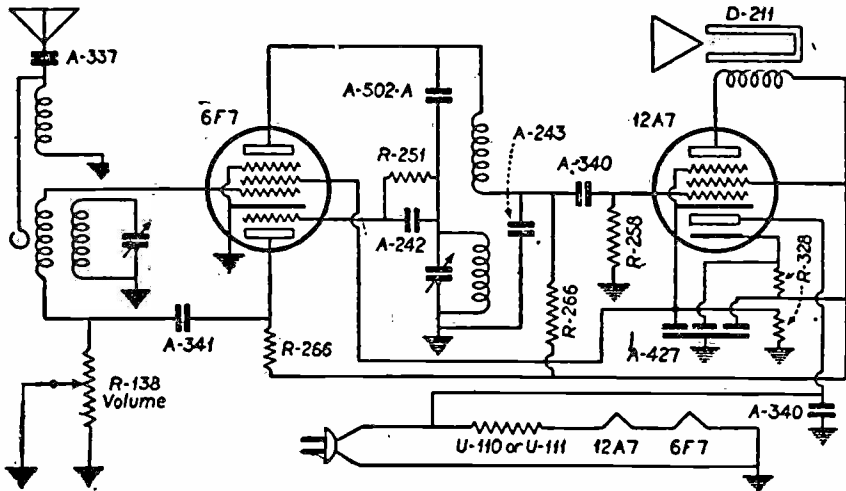 D-211
A-337
A-502-A
6F7
A-243
12A7
R-251
A-340
A-242
R-258
R-328
R-266
A-341
R-266
A-427
R-138
Volume
A-340
U-110 or U-111
12A7
6F7